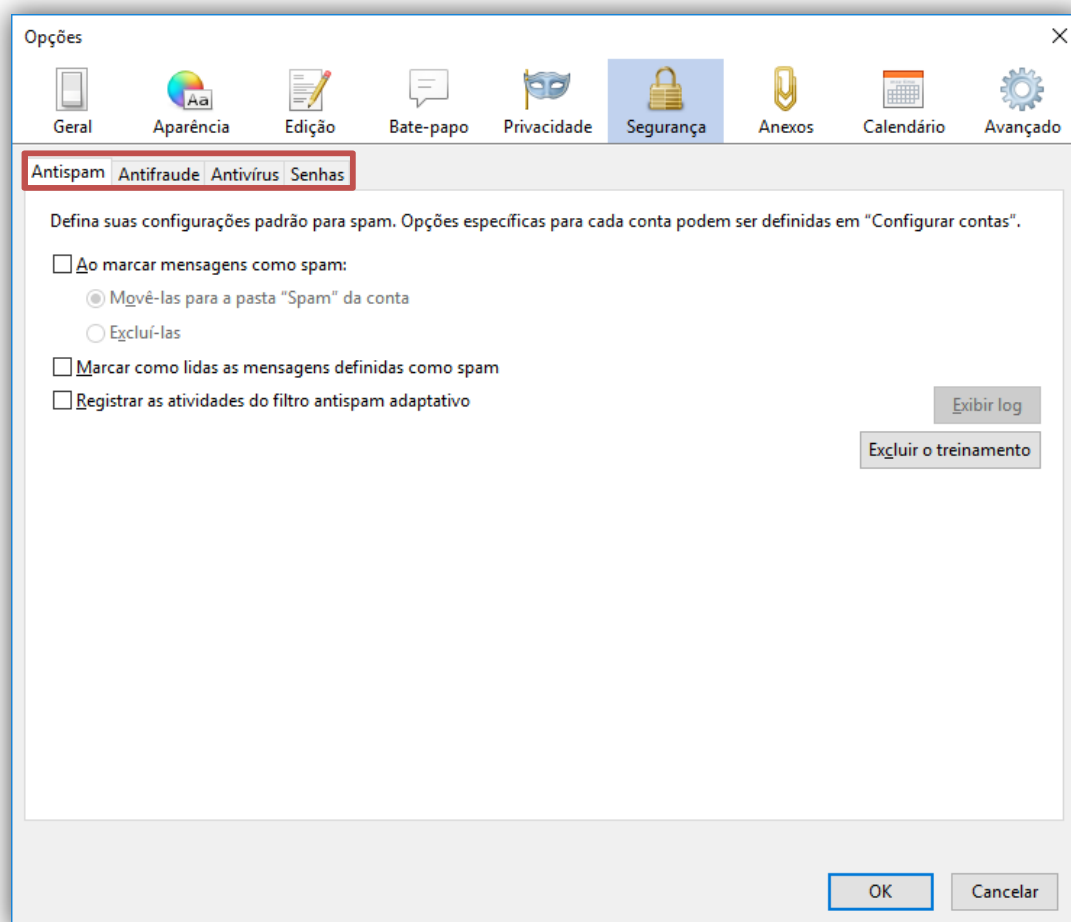 Opções
Aa
Geral Aparência Edição Bate-papo Privacidade Segurança Anexos Calendário Avançado
Antispam Antifraude Antivírus Senhas
Defina suas configurações padrão para spam. Opções específicas para cada conta podem ser definidas em “Configurar contas”.
Ao marcar mensagens como spam:
Movê-las para a pasta “Spam” da conta
Excluí-las
Marcar como lidas as mensagens definidas como spam
Registrar as atividades do filtro antispam adaptativo
Exibir log
Excluir o treinamento
OK Cancelar